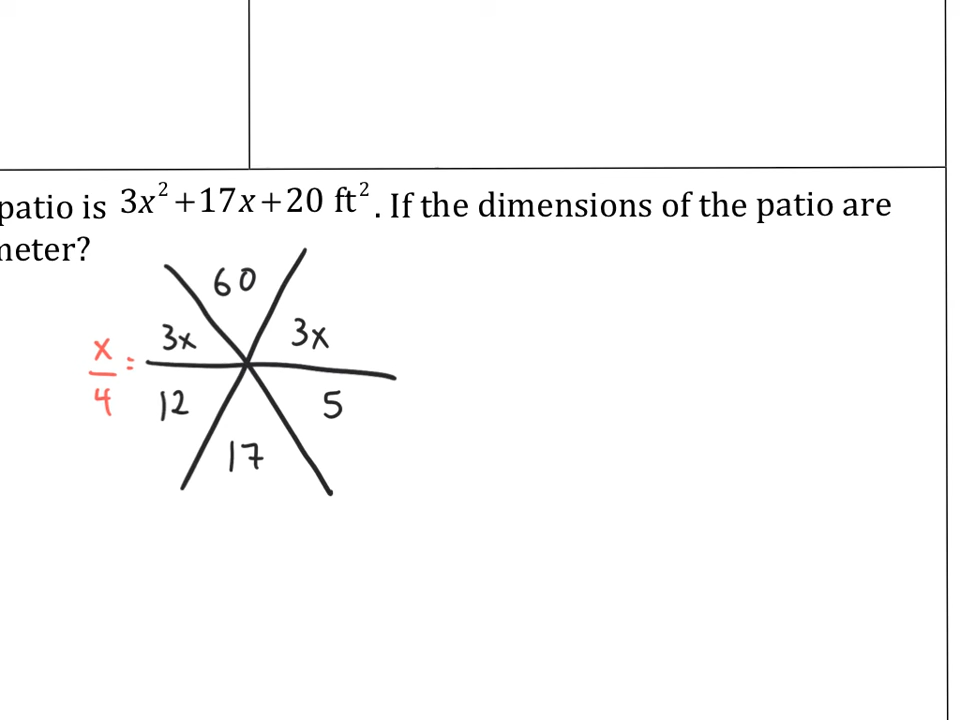 patio is 3x² + 17x + 20 ft². If the dimensions of the patio are
meter?
60
3x 3x
x/4 =
12 5
17